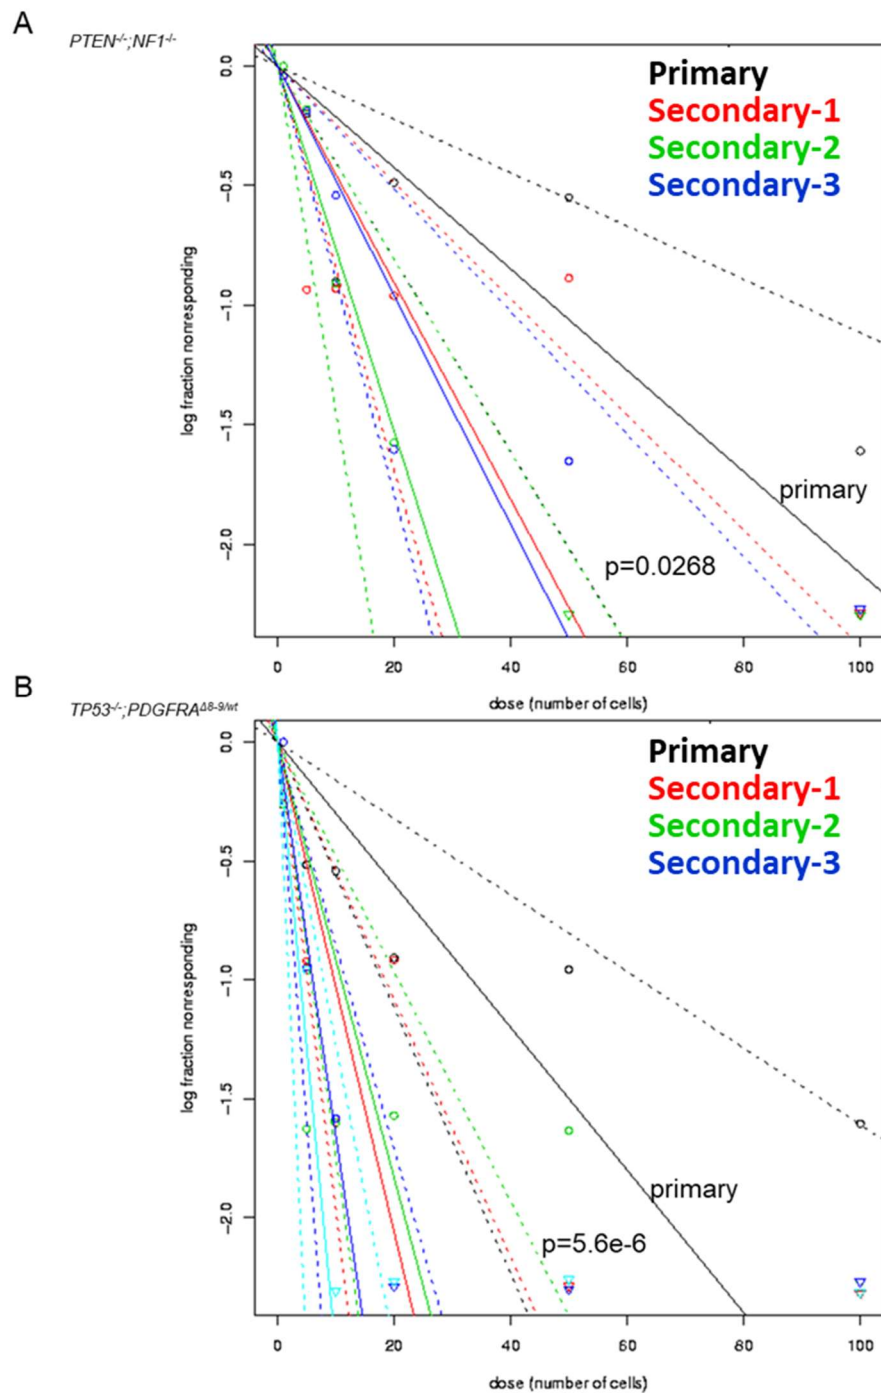 A
PTEN-/-;NF1-/-
Primary
Secondary-1
Secondary-2
Secondary-3
0.0
−0.5
−1.0
−1.5
−2.0
log fraction nonresponding
primary
p=0.0268
0 20 40 60 80 100
dose (number of cells)
B
TP53-/-;PDGFRAΔ8-9/wt
Primary
Secondary-1
Secondary-2
Secondary-3
0.0
−0.5
−1.0
−1.5
−2.0
log fraction nonresponding
primary
p=5.6e-6
0 20 40 60 80 100
dose (number of cells)